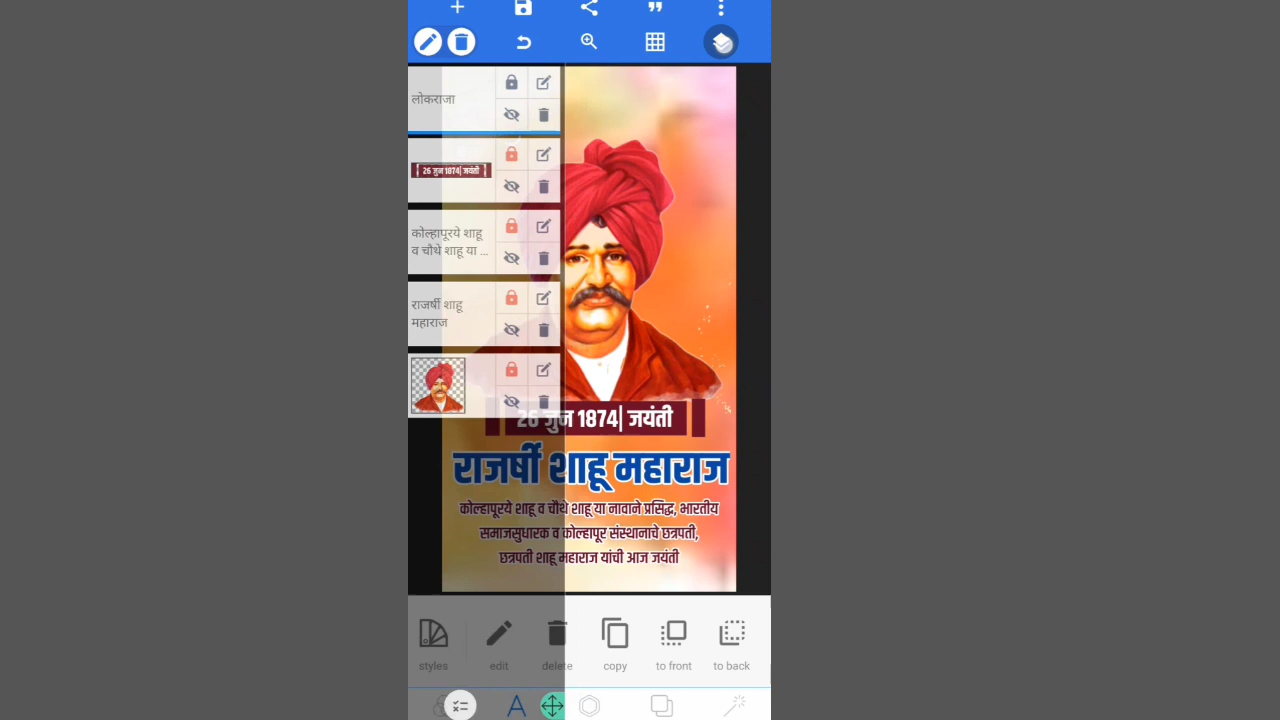 लोकराजा
26 जुन 1874| जयंती
कोल्हापूरये शाहू
व चौथे शाहू या ...
राजर्षी शाहू
महाराज
26 जुन 1874| जयंती
राजर्षी शाहू महाराज
कोल्हापूरये शाहू व चौथे शाहू या नावाने प्रसिद्ध, भारतीय
समाजसुधारक व कोल्हापूर संस्थानाचे छत्रपती,
छत्रपती शाहू महाराज यांची आज जयंती
styles edit delete copy to front to back